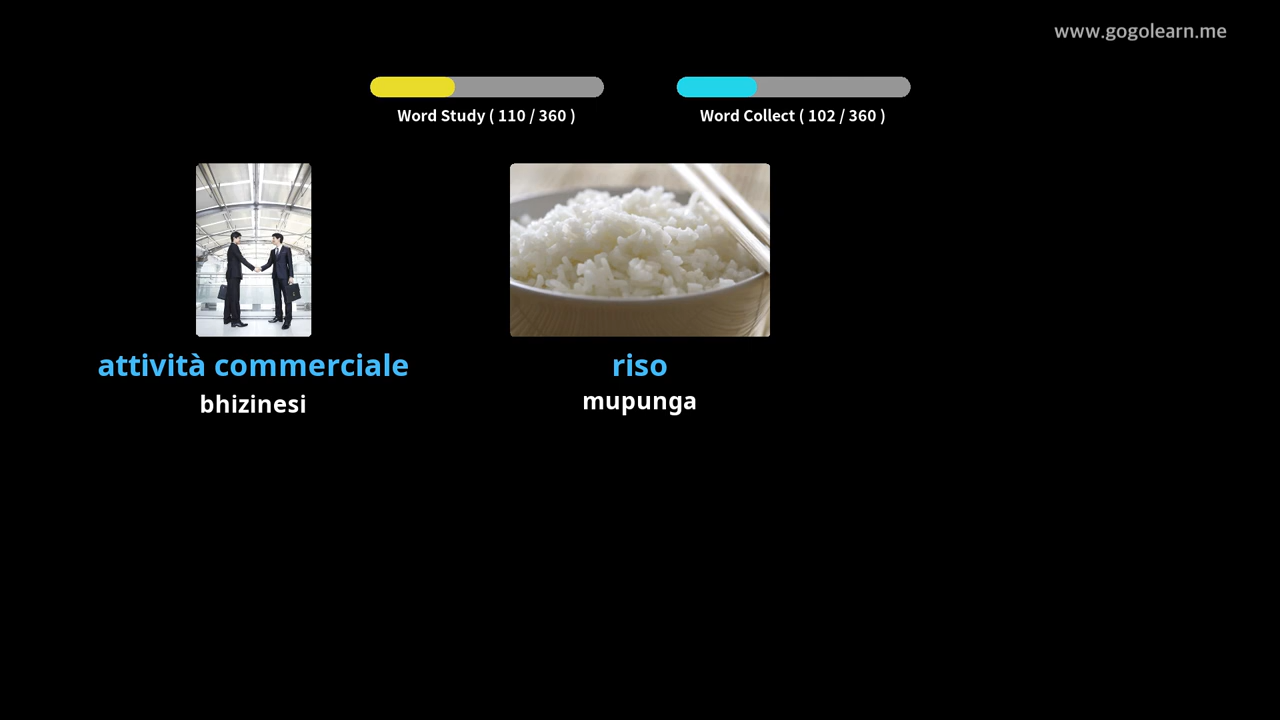 www.gogolearn.me
Word Study ( 110 / 360 )
Word Collect ( 102 / 360 )
attività commerciale
bhizinesi
riso
mupunga